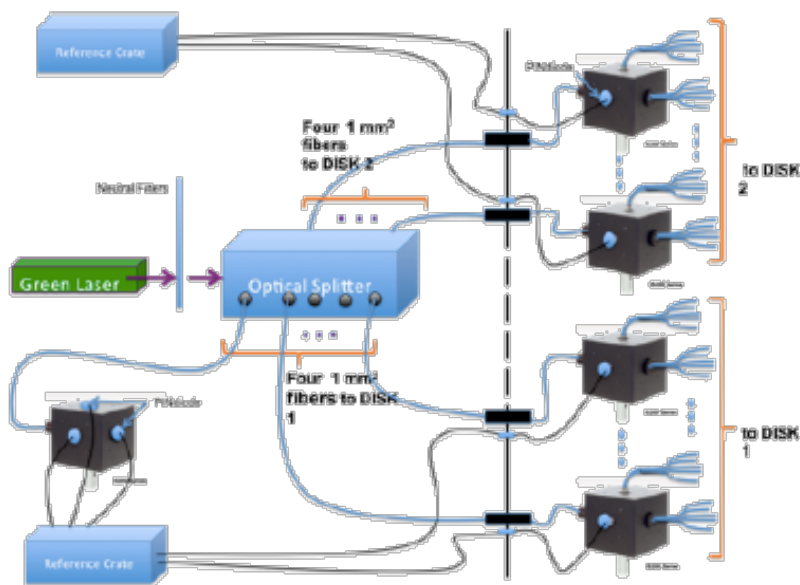 Reference Crate
Four 1 mm²
fibers
to DISK 2
to DISK
2
Neutral Filters
Green Laser
Optical Splitter
Four 1 mm²
fibers to DISK
1
to DISK
1
Reference Crate